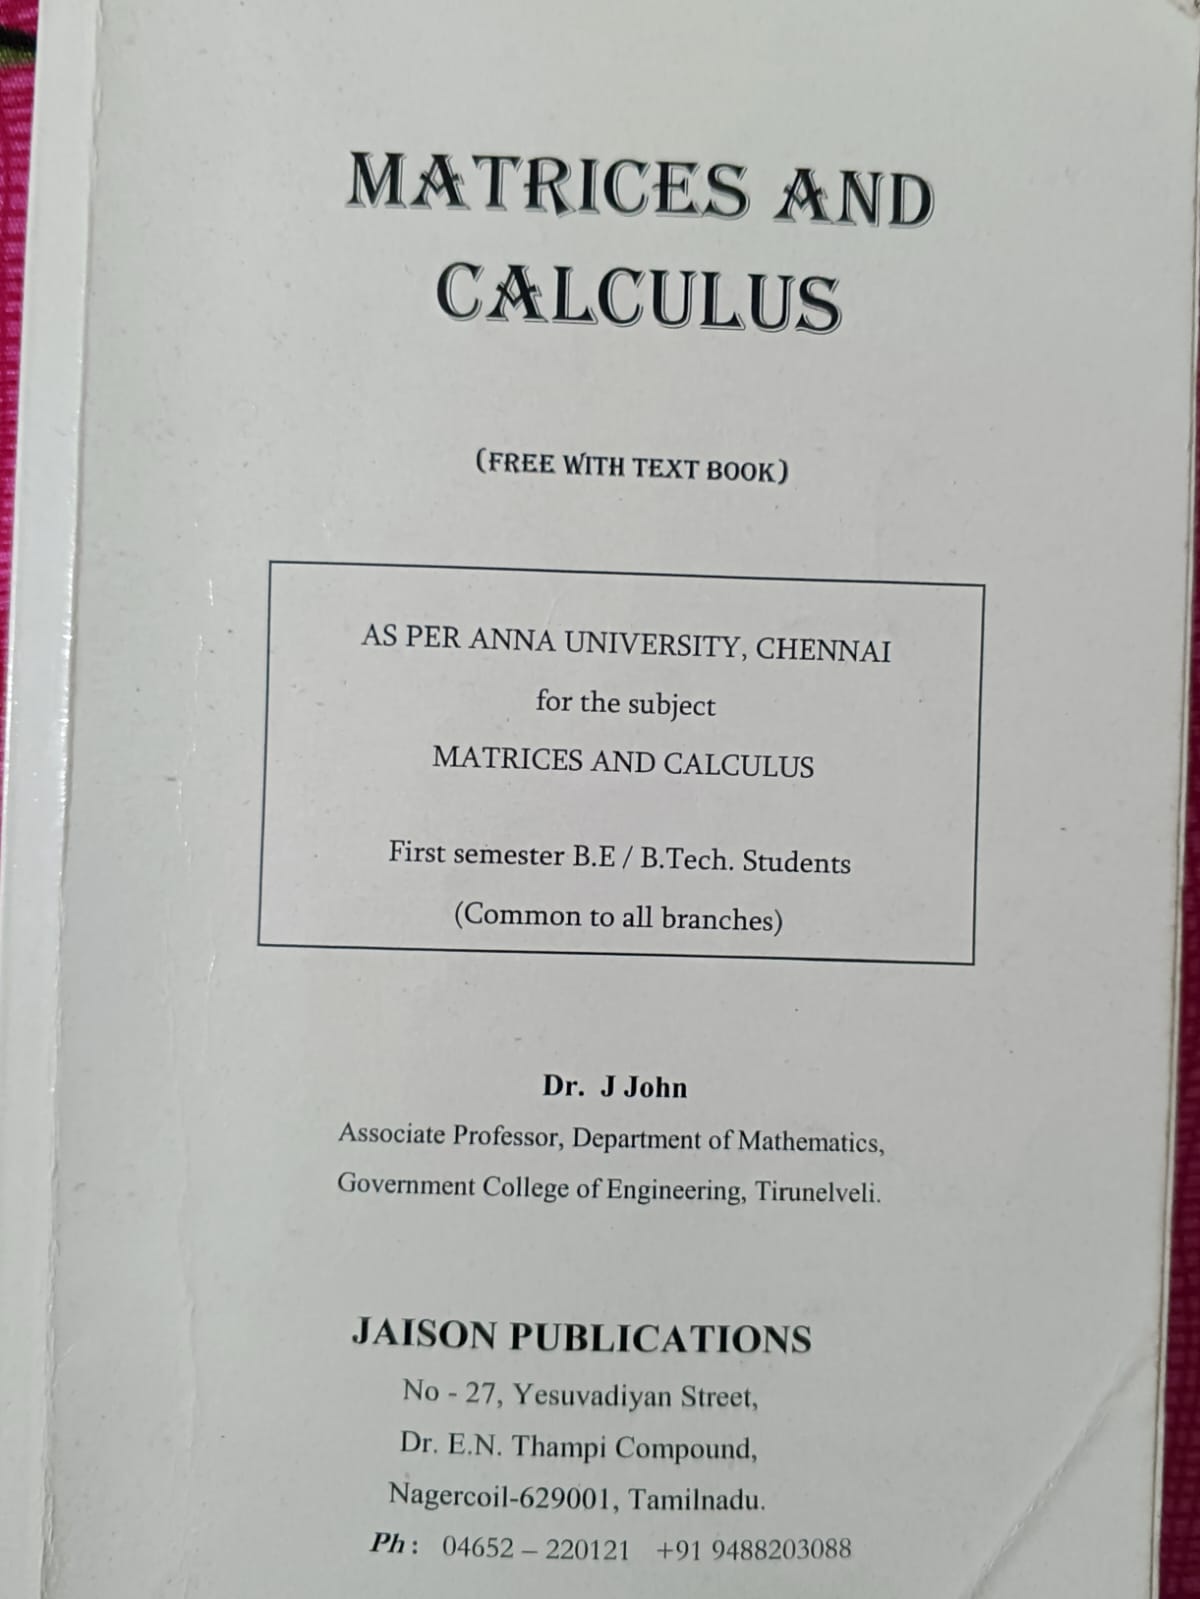 MATRICES AND
CALCULUS
(FREE WITH TEXT BOOK)
AS PER ANNA UNIVERSITY, CHENNAI
for the subject
MATRICES AND CALCULUS
First semester B.E / B.Tech. Students
(Common to all branches)
Dr. J John
Associate Professor, Department of Mathematics,
Government College of Engineering, Tirunelveli.
JAISON PUBLICATIONS
No - 27, Yesuvadiyan Street,
Dr. E.N. Thampi Compound,
Nagercoil-629001, Tamilnadu.
Ph: 04652 – 220121 +91 9488203088